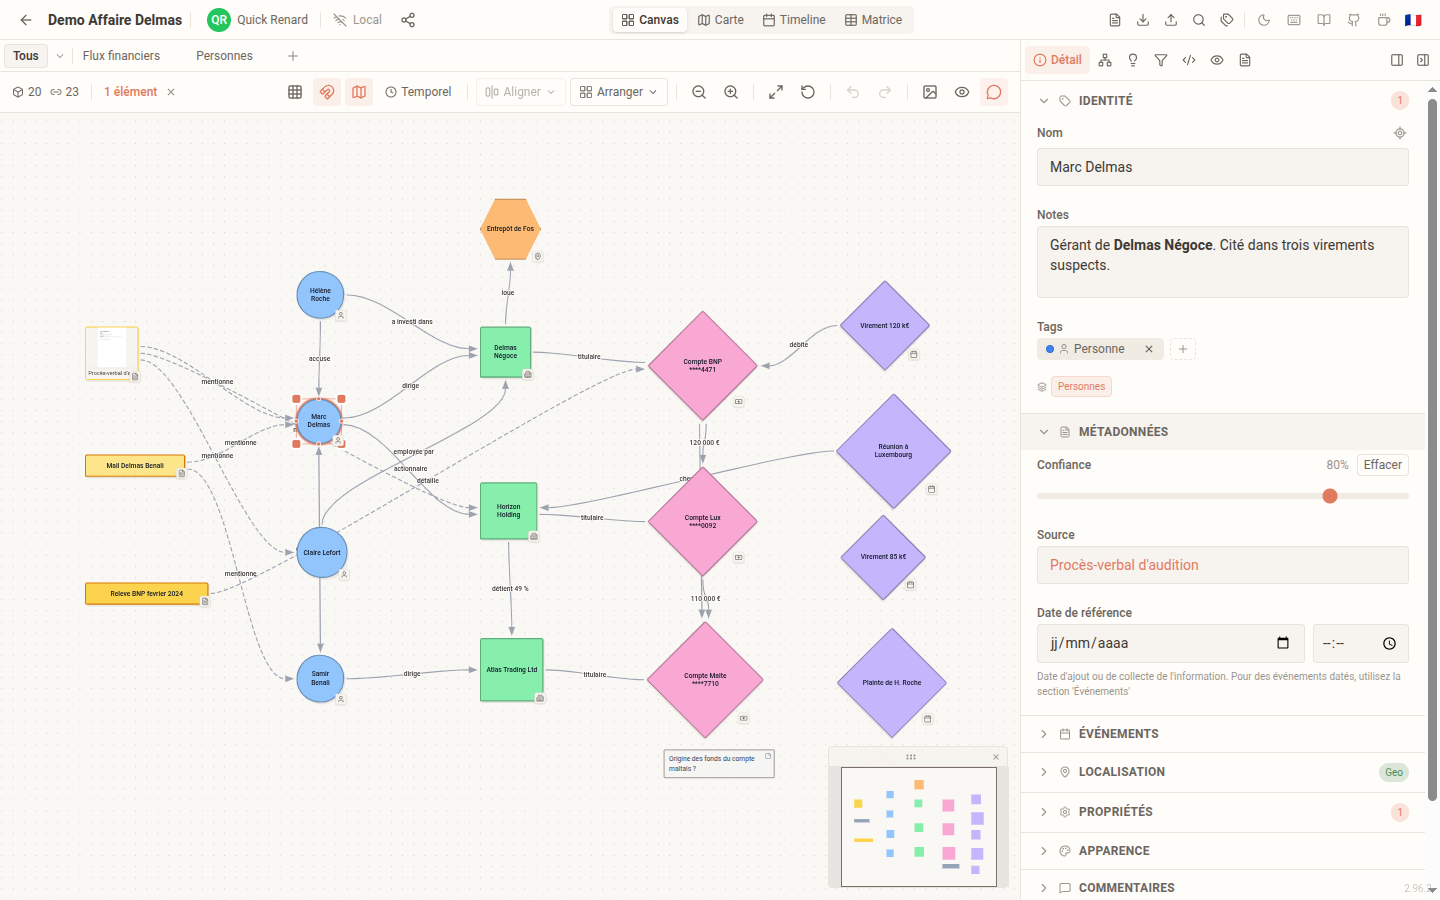 Demo Affaire Delmas
QR
Quick Renard
Local
Canvas
Carte
Timeline
Matrice
Tous
Flux financiers
Personnes
20
23
1 élément
Temporel
Aligner
Arranger
Entrepôt de Fos
Hélène
Roche
loue
a investi dans
Delmas
Négoce
accuse
titulaire
dirige
Procès-verbal d'a
mentionne
Marc
Delmas
mentionne
mentionne
Mail Delmas Benali
employée par
actionnaire
détaille
Horizon
Holding
titulaire
Claire Lefort
mentionne
Releve BNP fevrier 2024
détient 49 %
Samir
Benali
dirige
Atlas Trading Ltd
titulaire
Compte BNP
****4471
débite
Virement 120 k€
120 000 €
Réunion à
Luxembourg
Compte Lux
****0092
Virement 85 k€
110 000 €
Compte Malte
****7710
Plainte de H. Roche
Origine des fonds du compte
maltais ?
Détail
IDENTITÉ
1
Nom
Marc Delmas
Notes
Gérant de Delmas Négoce. Cité dans trois virements
suspects.
Tags
Personne
Personnes
MÉTADONNÉES
Confiance
80%
Effacer
Source
Procès-verbal d'audition
Date de référence
jj/mm/aaaa
--:--
Date d'ajout ou de collecte de l'information. Pour des événements datés, utilisez la
section 'Événements'
ÉVÉNEMENTS
LOCALISATION
Geo
PROPRIÉTÉS
1
APPARENCE
COMMENTAIRES